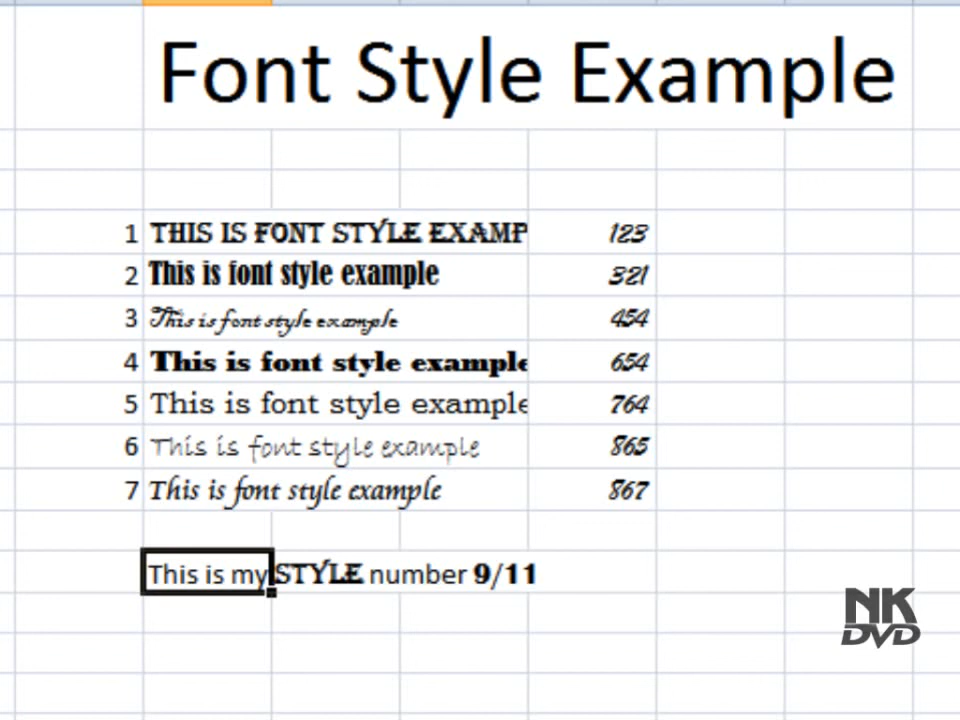 Font Style Example
1 THIS IS FONT STYLE EXAMP 123
2 This is font style example 321
3 This is font style example 454
4 This is font style example 654
5 This is font style example 764
6 This is font style example 865
7 This is font style example 867
This is my STYLE number 9/11
NK
DVD